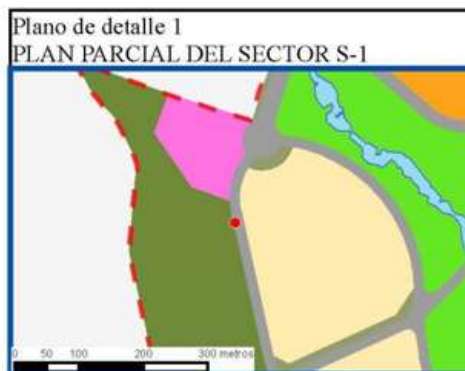 Plano de detalle 1
PLAN PARCIAL DEL SECTOR S-1
0 50 100 200 300 metros